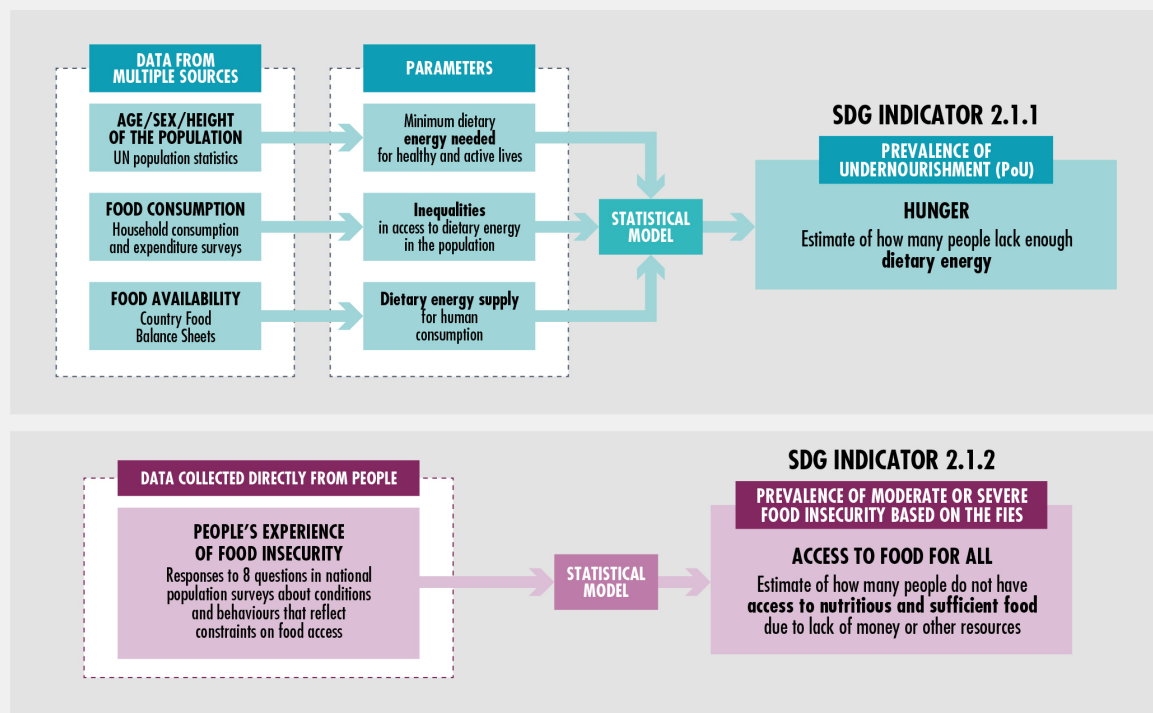 DATA FROM
MULTIPLE SOURCES
PARAMETERS
AGE/SEX/HEIGHT
OF THE POPULATION
UN population statistics
Minimum dietary
energy needed
for healthy and active lives
FOOD CONSUMPTION
Household consumption
and expenditure surveys
Inequalities
in access to dietary energy
in the population
FOOD AVAILABILITY
Country Food
Balance Sheets
Dietary energy supply
for human
consumption
STATISTICAL
MODEL
SDG INDICATOR 2.1.1
PREVALENCE OF
UNDERNOURISHMENT (PoU)
HUNGER
Estimate of how many people lack enough
dietary energy
DATA COLLECTED DIRECTLY FROM PEOPLE
PEOPLE'S EXPERIENCE
OF FOOD INSECURITY
Responses to 8 questions in national
population surveys about conditions
and behaviours that reflect
constraints on food access
STATISTICAL
MODEL
SDG INDICATOR 2.1.2
PREVALENCE OF MODERATE OR SEVERE
FOOD INSECURITY BASED ON THE FIES
ACCESS TO FOOD FOR ALL
Estimate of how many people do not have
access to nutritious and sufficient food
due to lack of money or other resources